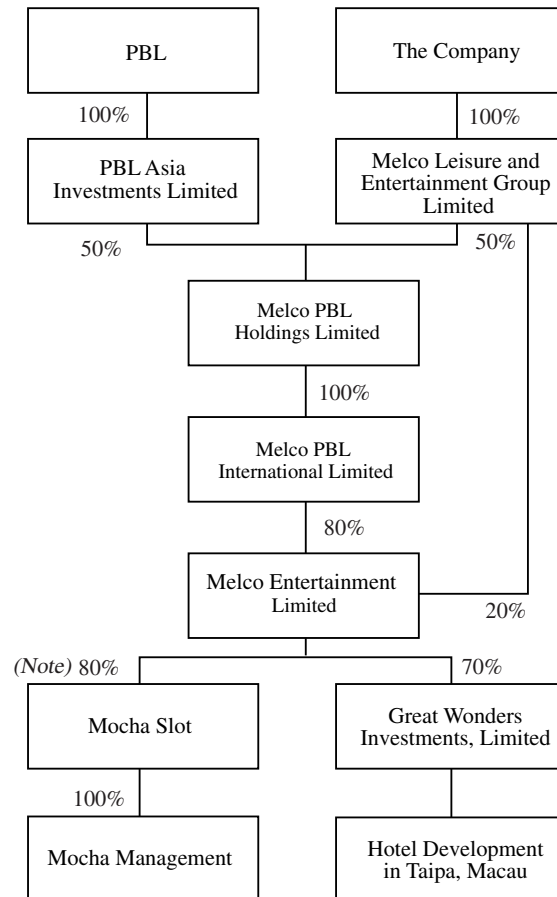 PBL
The Company
100%
100%
PBL Asia
Investments Limited
Melco Leisure and
Entertainment Group
Limited
50%
50%
Melco PBL
Holdings Limited
100%
Melco PBL
International Limited
80%
Melco Entertainment
Limited
20%
(Note) 80%
70%
Mocha Slot
Great Wonders
Investments, Limited
100%
Mocha Management
Hotel Development
in Taipa, Macau